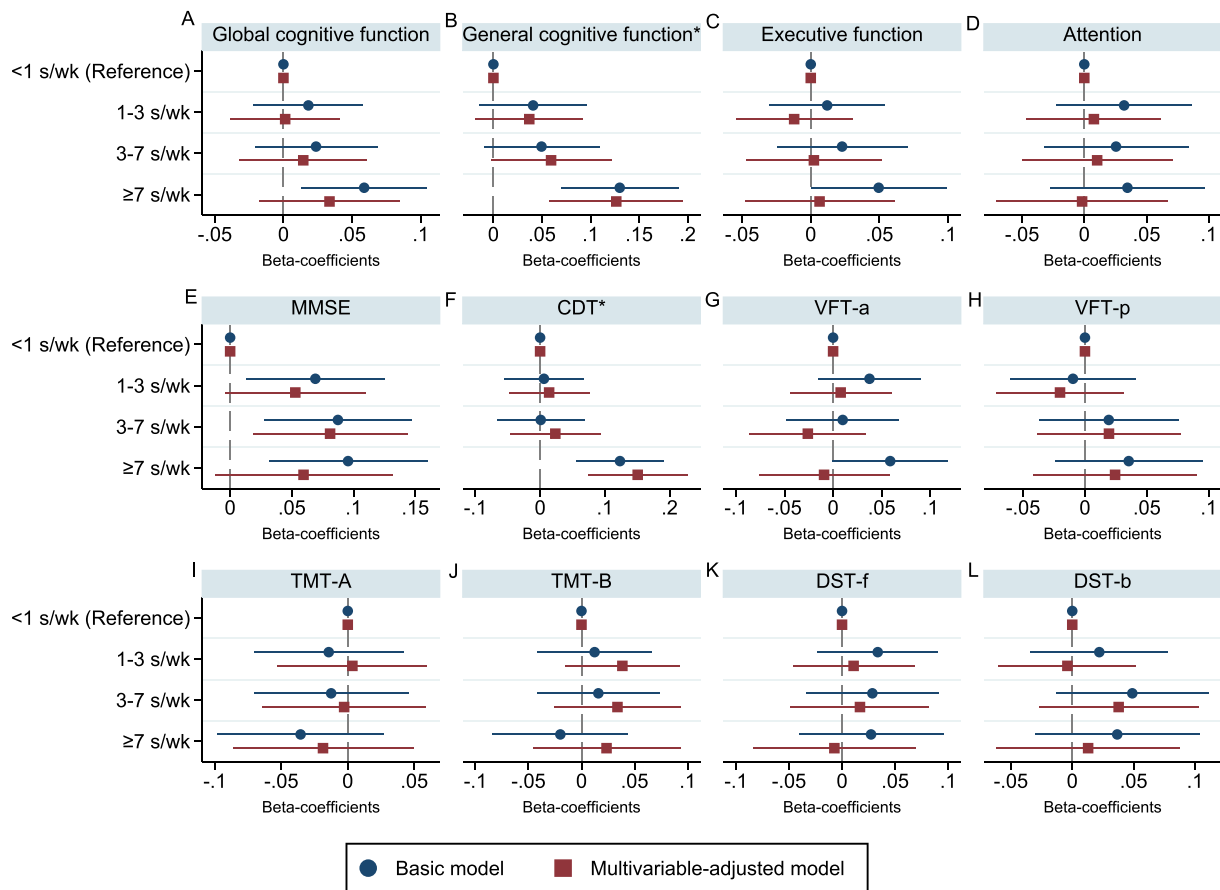 A Global cognitive function
B General cognitive function*
C Executive function
D Attention
<1 s/wk (Reference)
1-3 s/wk
3-7 s/wk
≥7 s/wk
-.05 0 .05 .1
0 .05 .1 .15 .2
-.05 0 .05 .1
-.05 0 .05 .1
Beta-coefficients Beta-coefficients Beta-coefficients Beta-coefficients
E MMSE
F CDT*
G VFT-a
H VFT-p
<1 s/wk (Reference)
1-3 s/wk
3-7 s/wk
≥7 s/wk
0 .05 .1 .15
-.1 0 .1 .2
-.1 -.05 0 .05 .1
-.05 0 .05 .1
Beta-coefficients Beta-coefficients Beta-coefficients Beta-coefficients
I TMT-A
J TMT-B
K DST-f
L DST-b
<1 s/wk (Reference)
1-3 s/wk
3-7 s/wk
≥7 s/wk
-.1 -.05 0 .05
-.1 -.05 0 .05 .1
-.1 -.05 0 .05 .1
-.05 0 .05 .1
Beta-coefficients Beta-coefficients Beta-coefficients Beta-coefficients
Basic model Multivariable-adjusted model